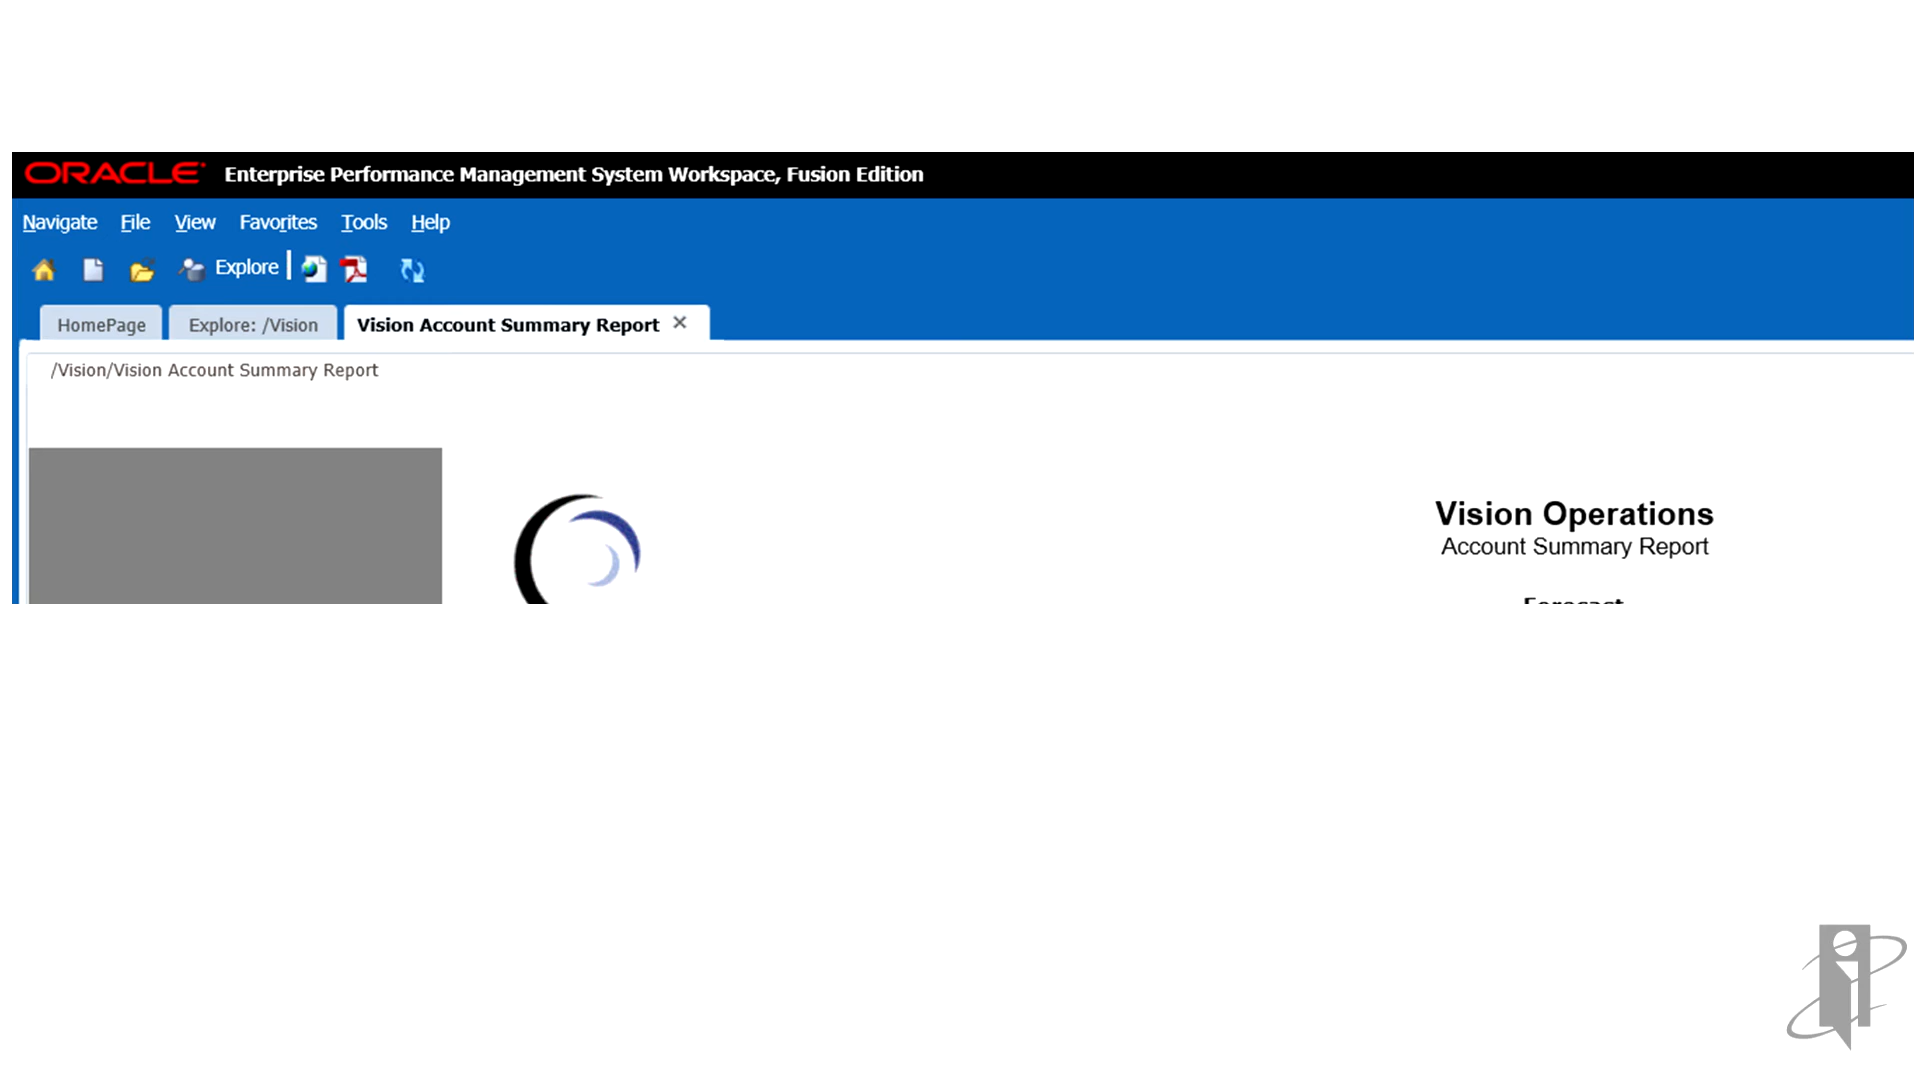 ORACLE Enterprise Performance Management System Workspace, Fusion Edition
Navigate File View Favorites Tools Help
Explore
HomePage Explore: /Vision Vision Account Summary Report
/Vision/Vision Account Summary Report
Vision Operations
Account Summary Report
Forecast